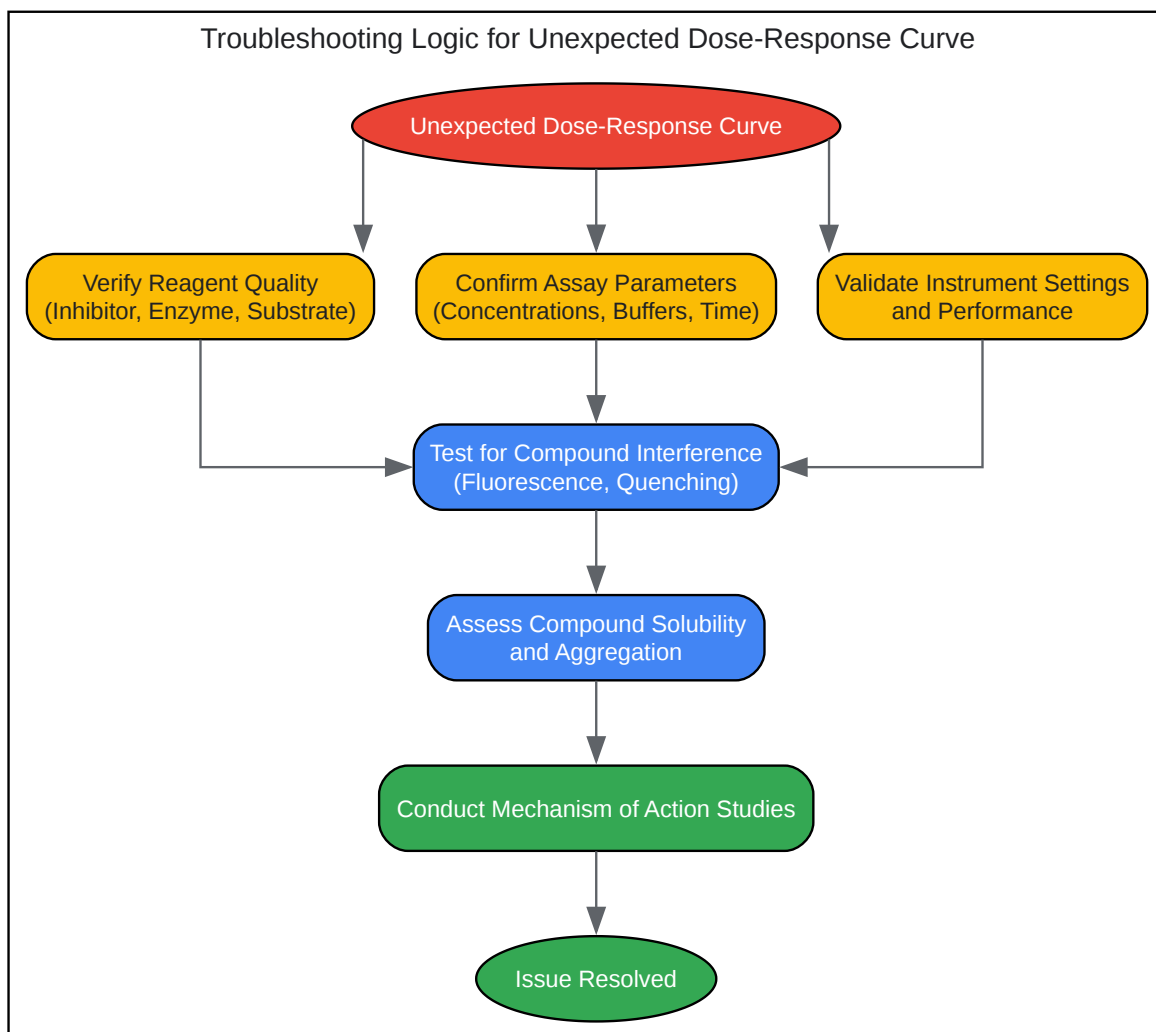 Troubleshooting Logic for Unexpected Dose-Response Curve
Unexpected Dose-Response Curve
Verify Reagent Quality
(Inhibitor, Enzyme, Substrate)
Confirm Assay Parameters
(Concentrations, Buffers, Time)
Validate Instrument Settings
and Performance
Test for Compound Interference
(Fluorescence, Quenching)
Assess Compound Solubility
and Aggregation
Conduct Mechanism of Action Studies
Issue Resolved